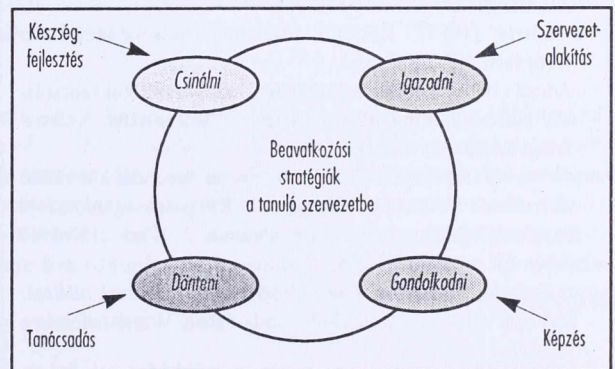 Készség-
fejlesztés
Szervezet-
alakítás
Csinálni
Igazodni
Beavatkozási
stratégiák
a tanuló szervezetbe
Dönteni
Gondolkodni
Tanácsadás
Képzés